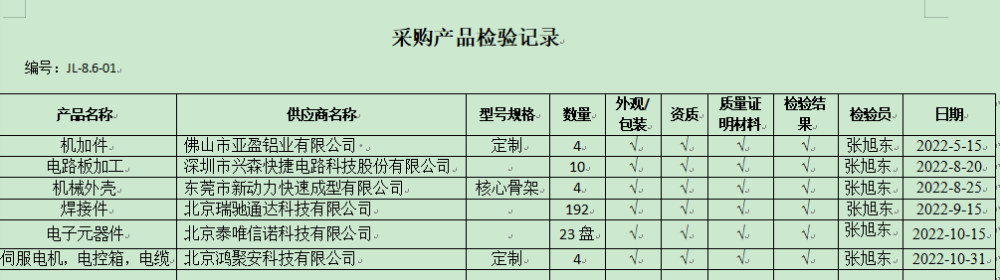 采购产品检验记录
编号：JL-8.6-01
产品名称 供应商名称 型号规格 数量 外观/包装 资质 质量证明材料 检验结果 检验员 日期
机加件 佛山市亚盈铝业有限公司 定制 4 √ √ √ √ 张旭东 2022-5-15
电路板加工 深圳市兴森快捷电路科技股份有限公司 10 √ √ √ √ 张旭东 2022-8-20
机械外壳 东莞市新动力快速成型有限公司 核心骨架 4 √ √ √ √ 张旭东 2022-8-25
焊接件 北京瑞驰通达科技有限公司 192 √ √ √ √ 张旭东 2022-9-15
电子元器件 北京泰唯信诺科技有限公司 23 盘 √ √ √ √ 张旭东 2022-10-15
伺服电机，电控箱，电缆 北京鸿聚安科技有限公司 定制 4 √ √ √ √ 张旭东 2022-10-31